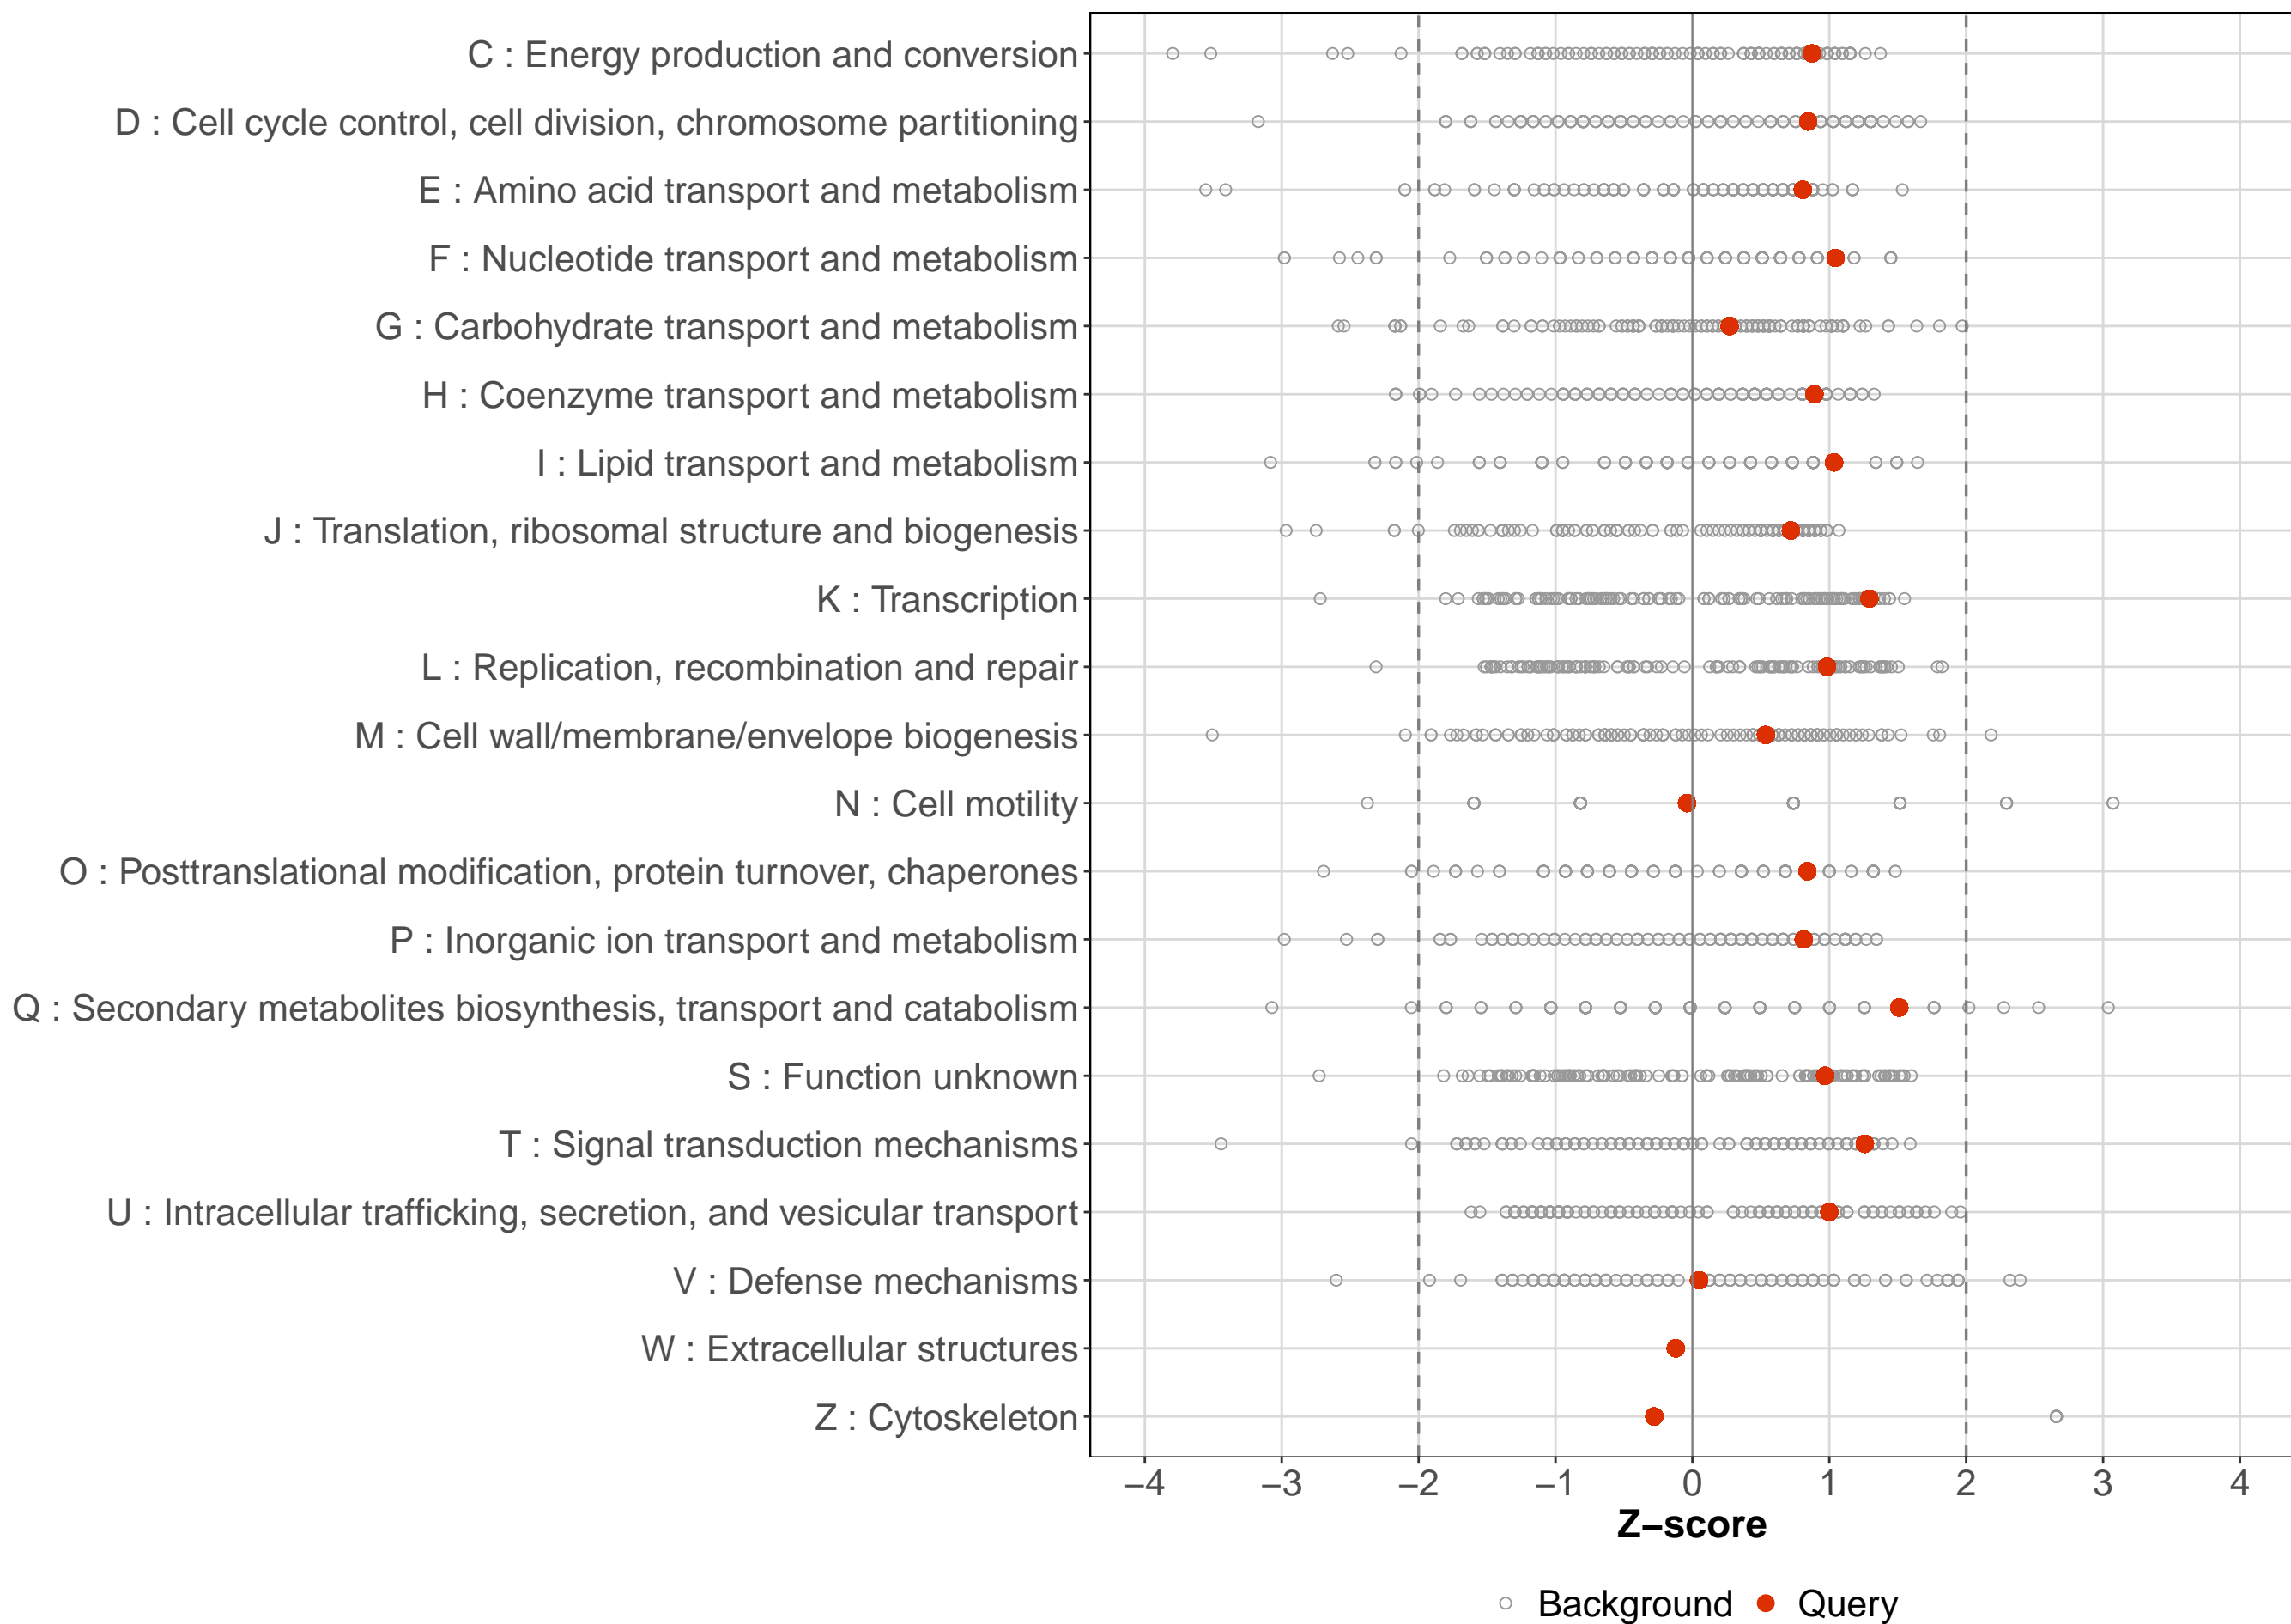 C : Energy production and conversion
D : Cell cycle control, cell division, chromosome partitioning
E : Amino acid transport and metabolism
F : Nucleotide transport and metabolism
G : Carbohydrate transport and metabolism
H : Coenzyme transport and metabolism
I : Lipid transport and metabolism
J : Translation, ribosomal structure and biogenesis
K : Transcription
L : Replication, recombination and repair
M : Cell wall/membrane/envelope biogenesis
N : Cell motility
O : Posttranslational modification, protein turnover, chaperones
P : Inorganic ion transport and metabolism
Q : Secondary metabolites biosynthesis, transport and catabolism
S : Function unknown
T : Signal transduction mechanisms
U : Intracellular trafficking, secretion, and vesicular transport
V : Defense mechanisms
W : Extracellular structures
Z : Cytoskeleton
−4 −3 −2 −1 0 1 2 3 4
Z−score
Background Query